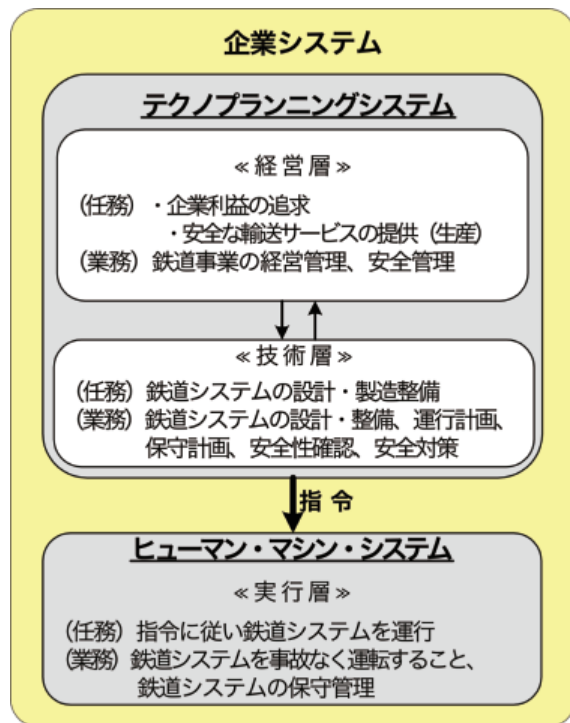 企業システム
テクノプランニングシステム
≪経営層≫
(任務) ・企業利益の追求
・安全な輸送サービスの提供（生産）
(業務) 鉄道事業の経営管理、安全管理
≪技術層≫
(任務) 鉄道システムの設計・製造整備
(業務) 鉄道システムの設計・整備、運行計画、
保守計画、安全性確認、安全対策
指令
ヒューマン・マシン・システム
≪実行層≫
(任務) 指令に従い鉄道システムを運行
(業務) 鉄道システムを事故なく運転すること、
鉄道システムの保守管理